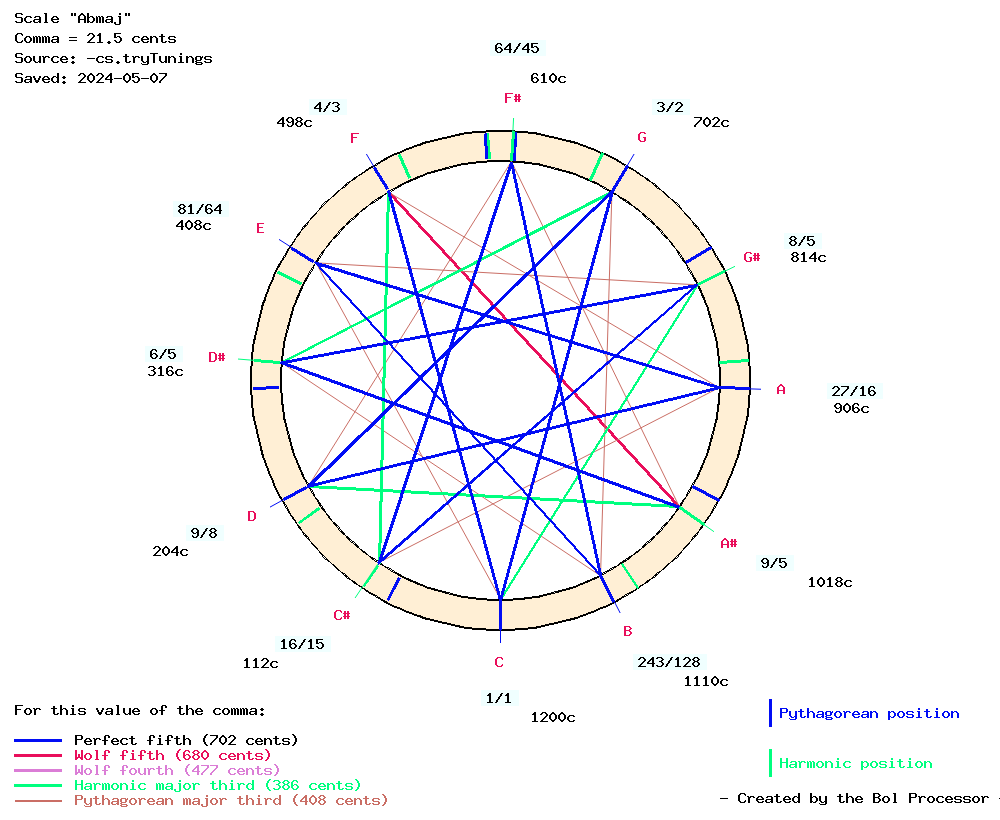 Scale "Abmaj"
Comma = 21.5 cents
Source: -cs.tryTunings
Saved: 2024-05-07
64/45
610c
F#
4/3
498c
F
3/2
702c
G
81/64
408c
E
8/5
814c
G#
6/5
316c
D#
A
27/16
906c
D
9/8
204c
A#
9/5
1018c
C#
16/15
112c
B
243/128
1110c
C
1/1
1200c
For this value of the comma:
Perfect fifth (702 cents)
Wolf fifth (680 cents)
Wolf fourth (477 cents)
Harmonic major third (386 cents)
Pythagorean major third (408 cents)
Pythagorean position
Harmonic position
- Created by the Bol Processor -